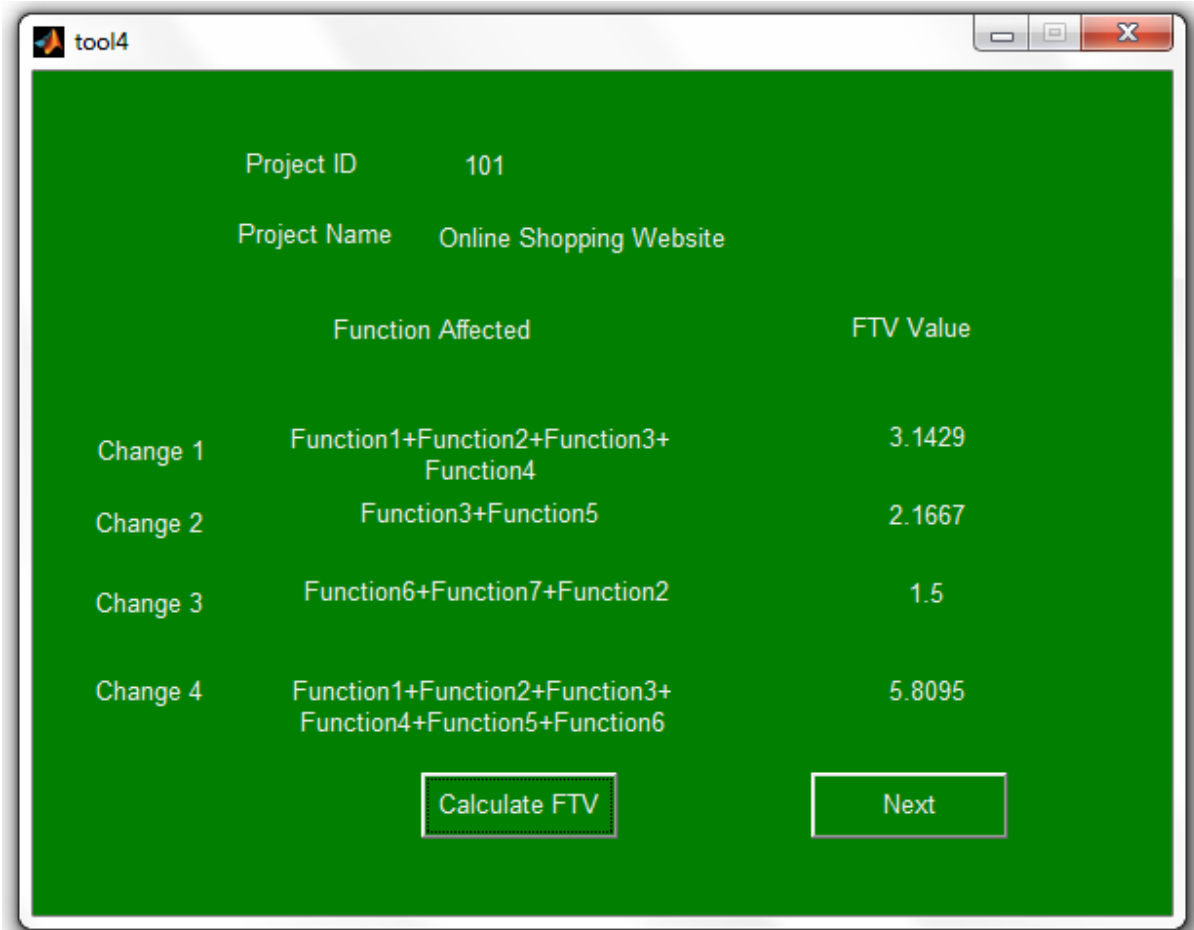 tool4
Project ID 101
Project Name Online Shopping Website
Function Affected FTV Value
Change 1 Function1+Function2+Function3+ 3.1429
Function4
Change 2 Function3+Function5 2.1667
Change 3 Function6+Function7+Function2 1.5
Change 4 Function1+Function2+Function3+ 5.8095
Function4+Function5+Function6
Calculate FTV Next